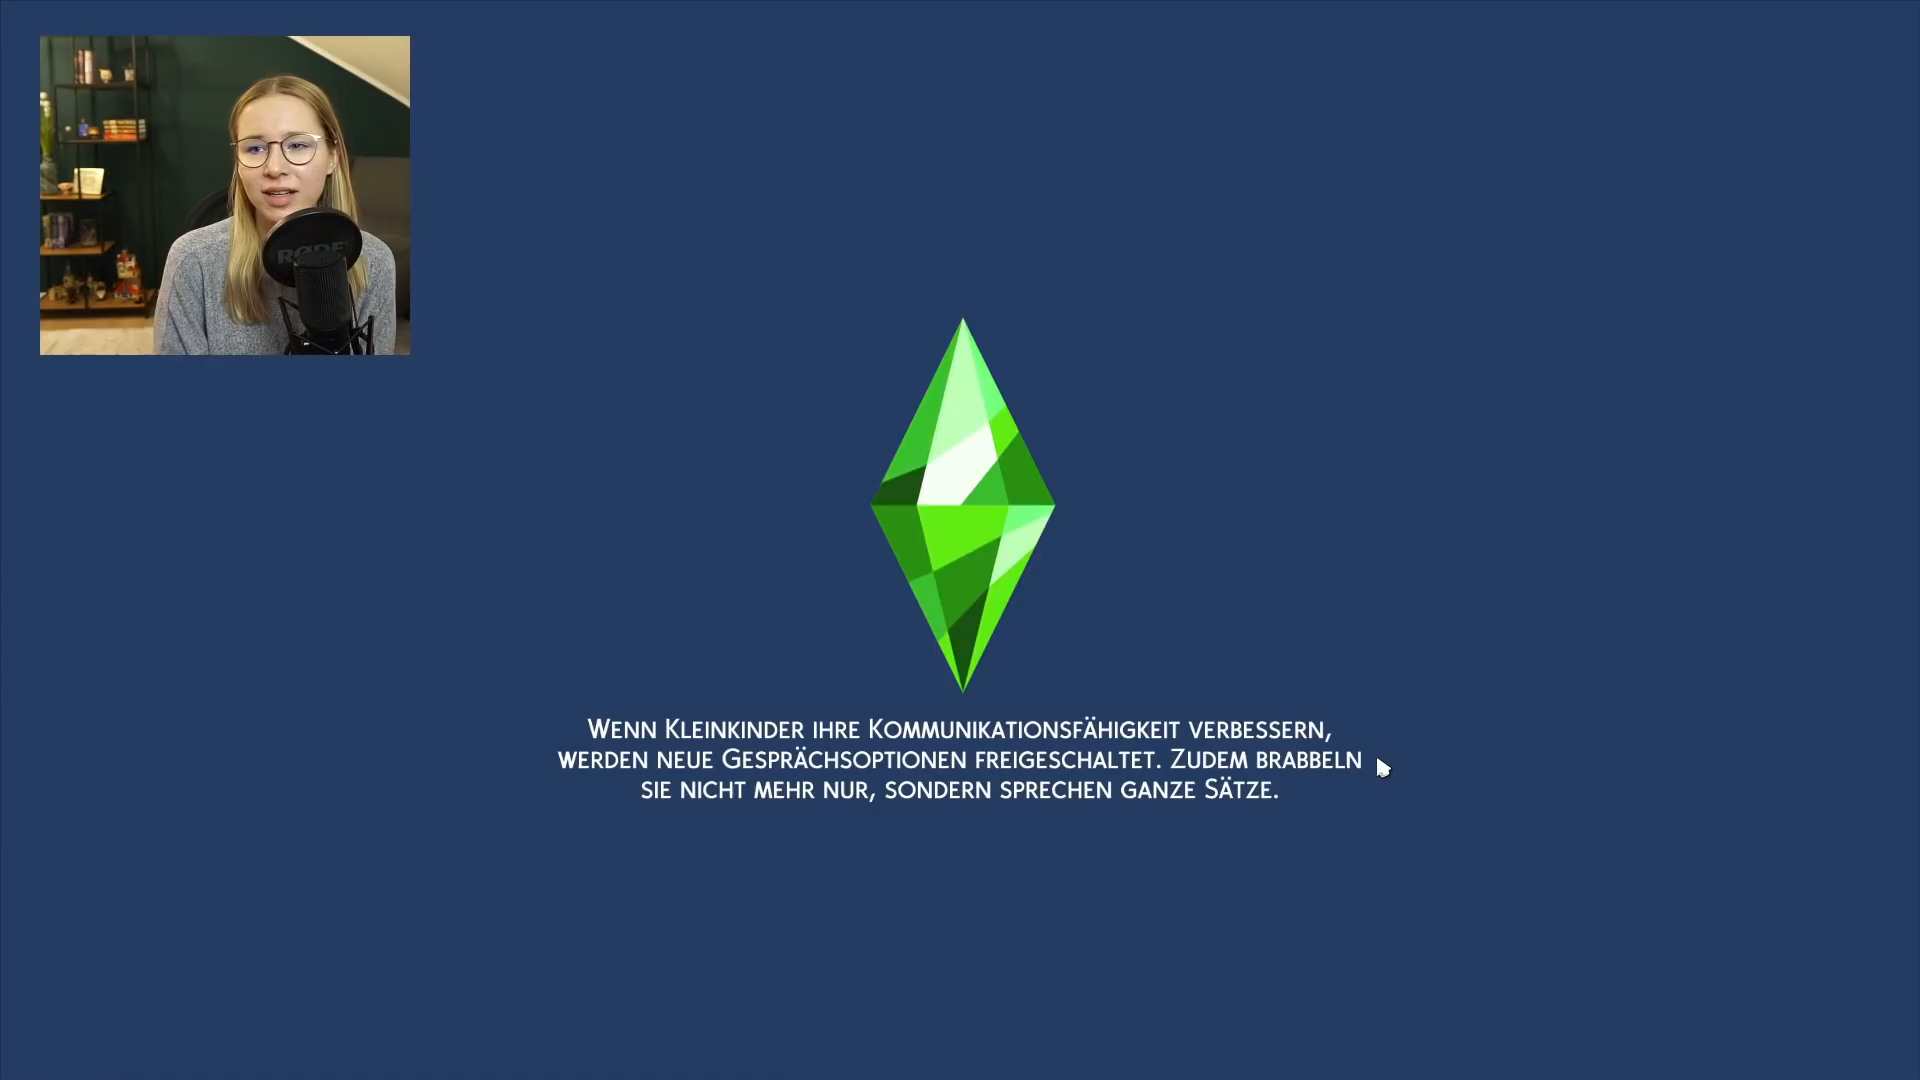 RØDE
Wenn Kleinkinder ihre Kommunikationsfähigkeit verbessern,
werden neue Gesprächsoptionen freigeschaltet. Zudem brabbeln
sie nicht mehr nur, sondern sprechen ganze Sätze.